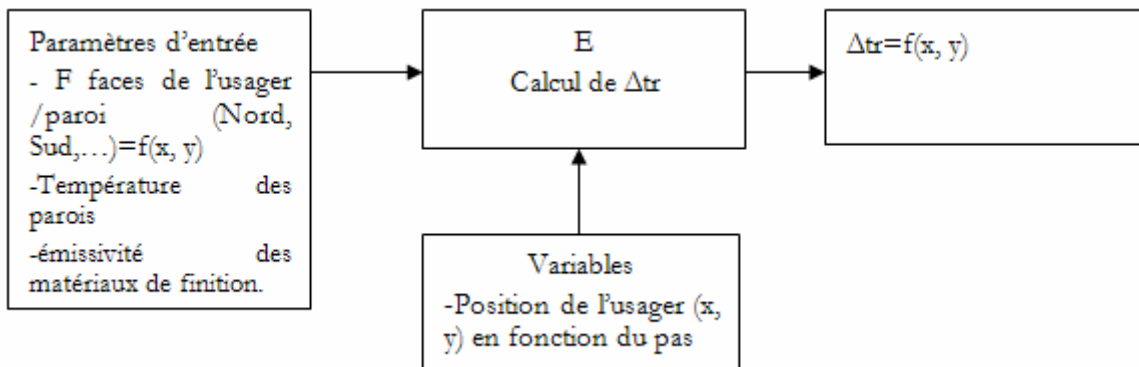 Paramètres d'entrée
- F faces de l'usager
/paroi (Nord,
Sud,…)=f(x, y)
-Température des
parois
-émissivité des
matériaux de finition.
E
Calcul de Δtr
Δtr=f(x, y)
Variables
-Position de l'usager (x,
y) en fonction du pas